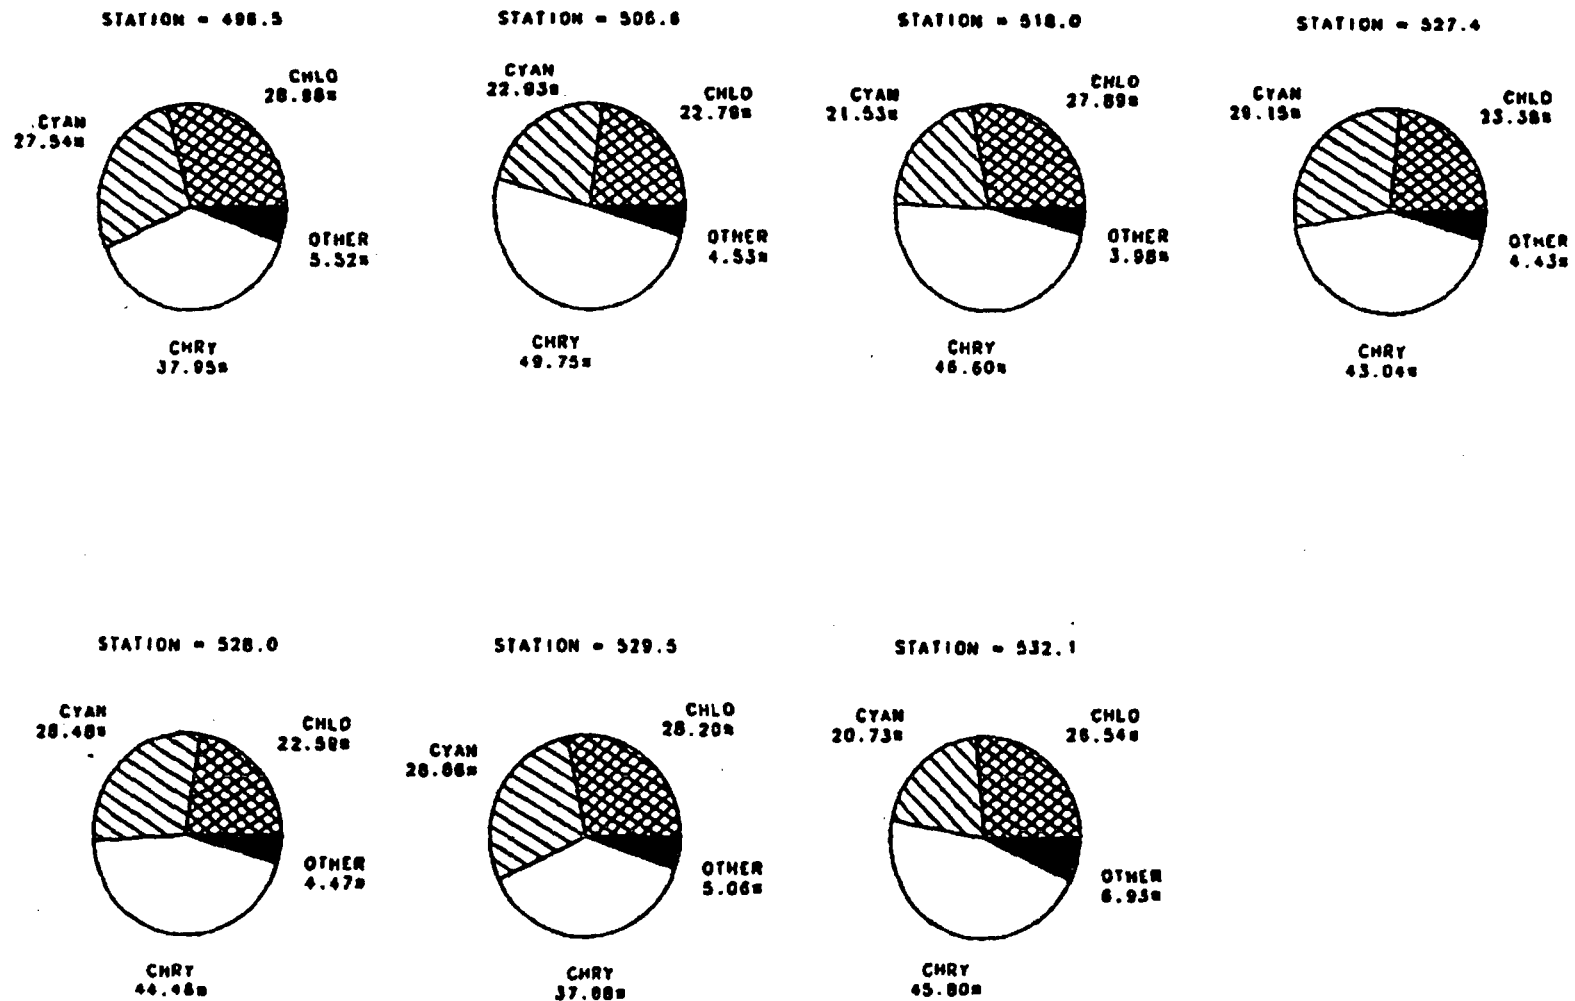 STATION = 496.5
CHLO
28.98%
CYAN
27.54%
OTHER
5.52%
CHRY
37.95%
STATION = 506.6
CYAN
22.93%
CHLO
22.79%
OTHER
4.53%
CHRY
49.75%
STATION = 518.0
CHLO
27.89%
CYAN
21.53%
OTHER
3.98%
CHRY
46.60%
STATION = 527.4
CYAN
29.15%
CHLO
23.38%
OTHER
4.43%
CHRY
43.04%
STATION = 528.0
CYAN
28.48%
CHLO
22.59%
OTHER
4.47%
CHRY
44.46%
STATION = 529.5
CHLO
28.20%
CYAN
28.86%
OTHER
5.06%
CHRY
37.88%
STATION = 532.1
CYAN
20.73%
CHLO
26.54%
OTHER
6.93%
CHRY
45.80%